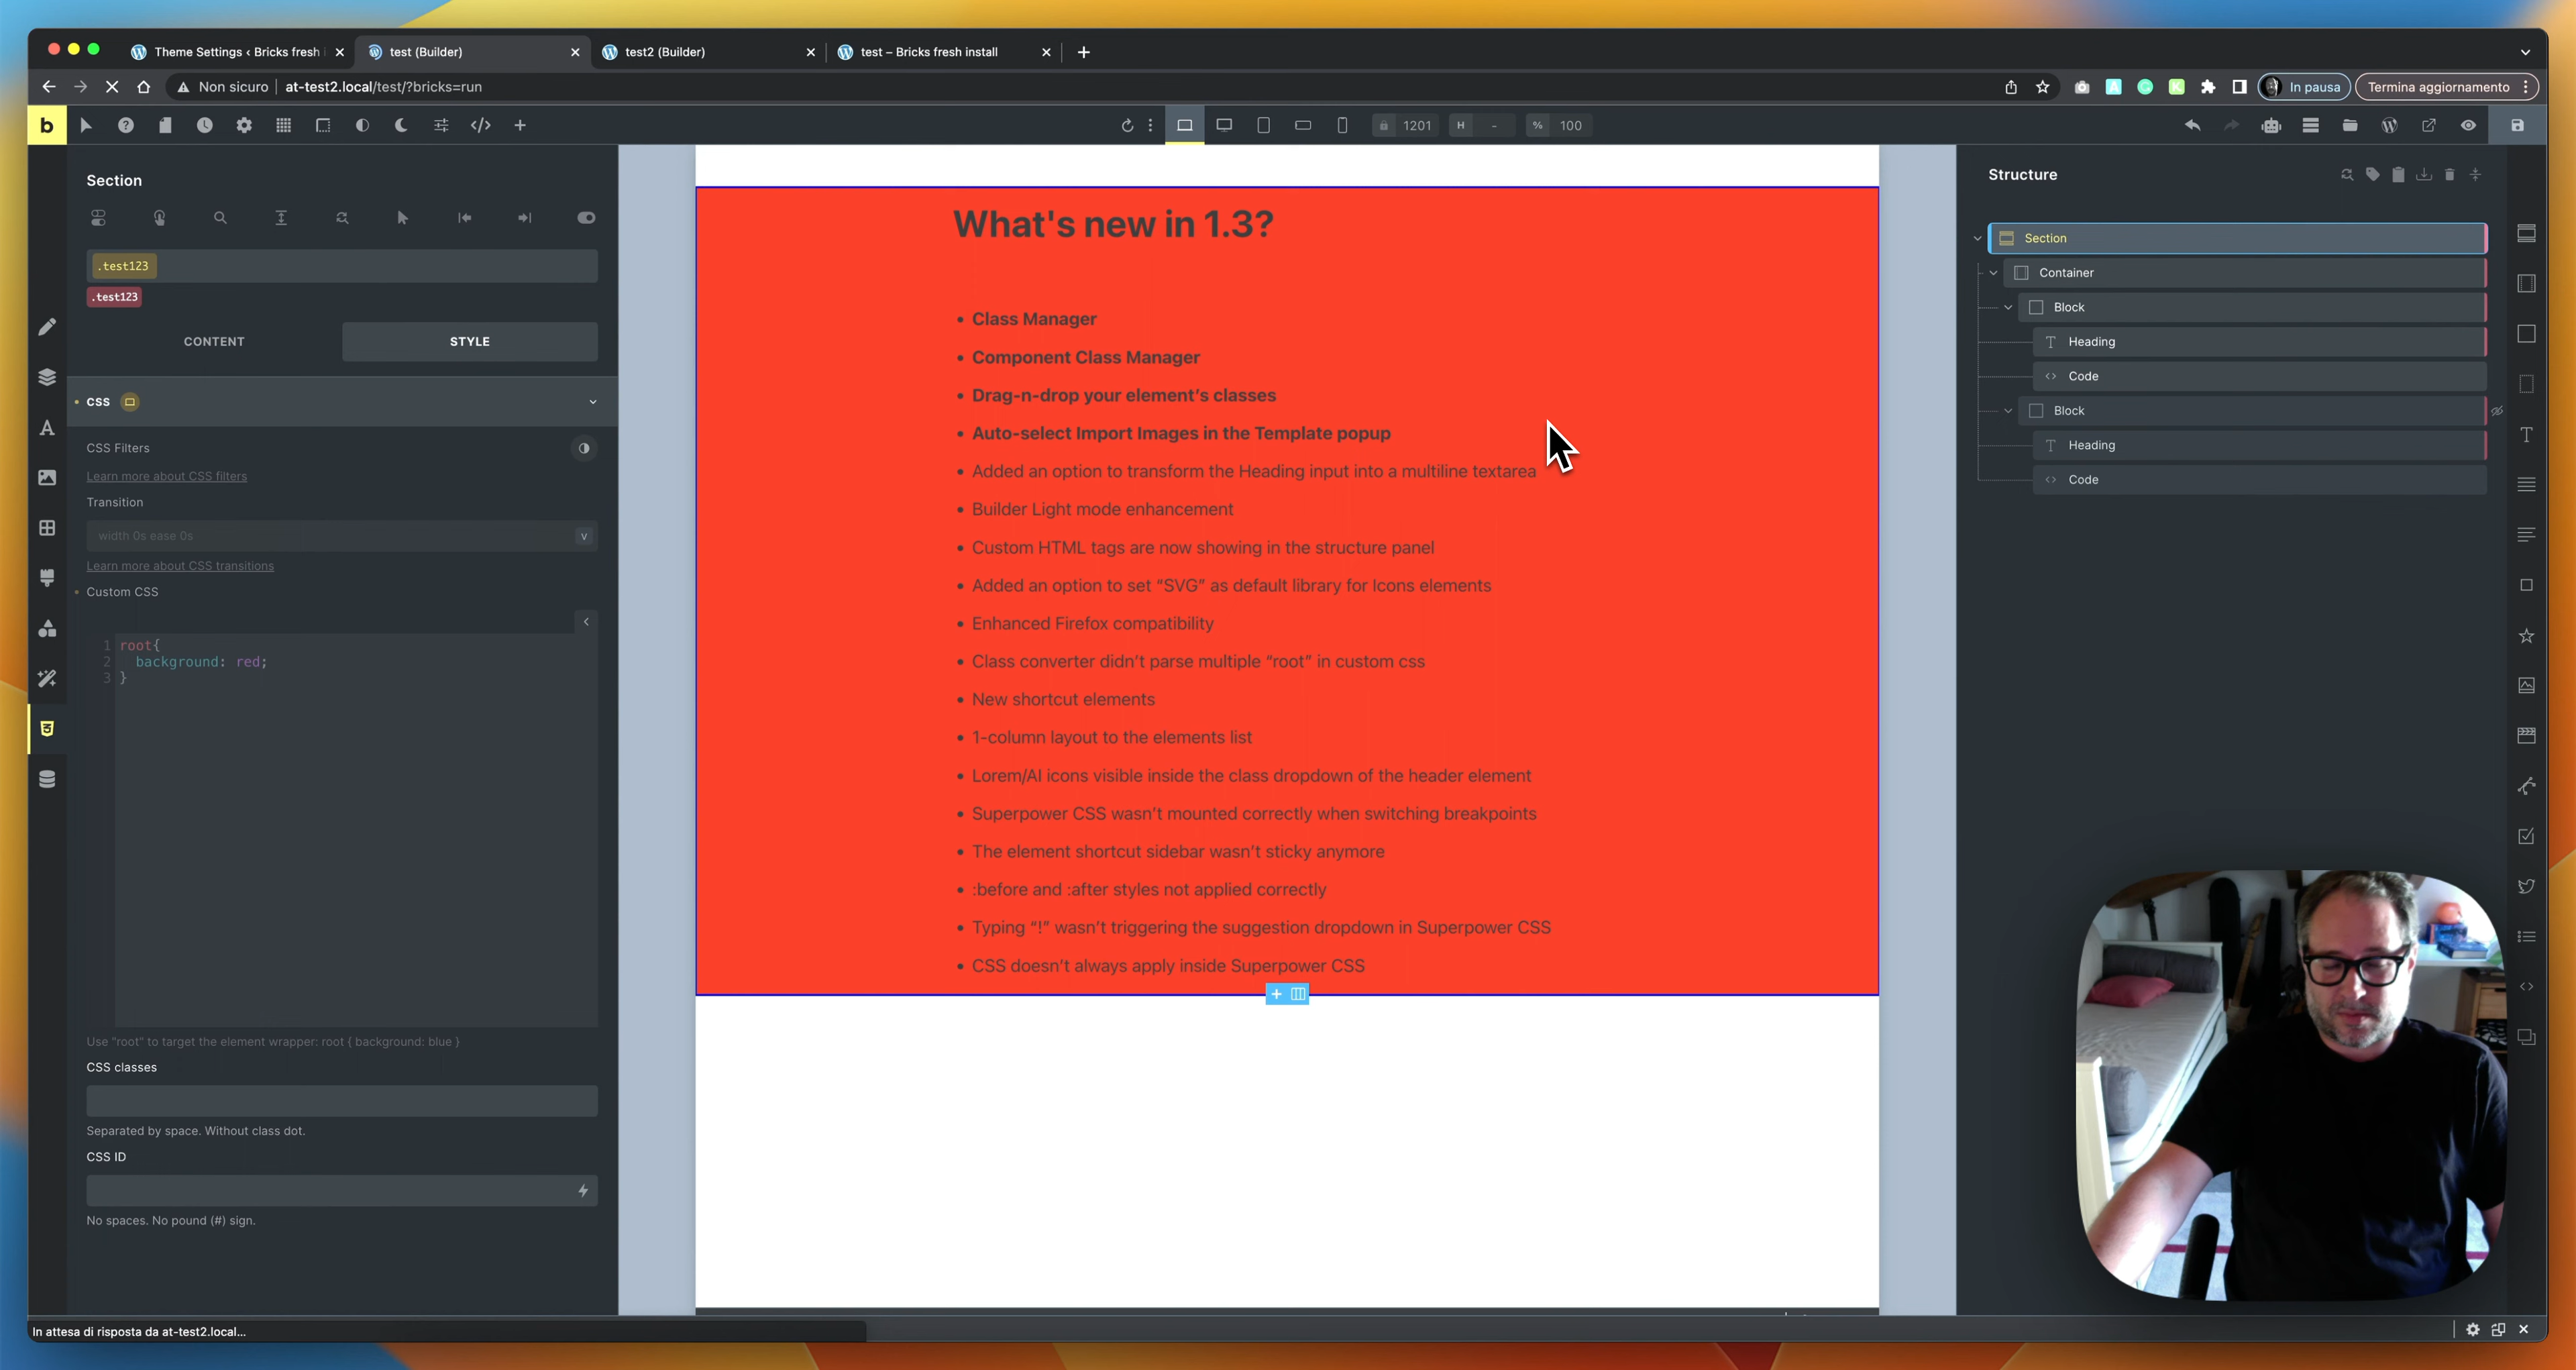 Theme Settings ‹ Bricks fresh i
test (Builder)
test2 (Builder)
test – Bricks fresh install
Non sicuro
at-test2.local/test/?bricks=run
In pausa
Termina aggiornamento
b
1201
H
-
%
100
Section
.test123
.test123
CONTENT
STYLE
CSS
CSS Filters
Learn more about CSS filters
Transition
width 0s ease 0s
v
Learn more about CSS transitions
Custom CSS
1 root{
2 background: red;
3 }
Use "root" to target the element wrapper: root { background: blue }
CSS classes
Separated by space. Without class dot.
CSS ID
No spaces. No pound (#) sign.
What's new in 1.3?
• Class Manager
• Component Class Manager
• Drag-n-drop your element’s classes
• Auto-select Import Images in the Template popup
• Added an option to transform the Heading input into a multiline textarea
• Builder Light mode enhancement
• Custom HTML tags are now showing in the structure panel
• Added an option to set “SVG” as default library for Icons elements
• Enhanced Firefox compatibility
• Class converter didn’t parse multiple “root” in custom css
• New shortcut elements
• 1-column layout to the elements list
• Lorem/AI icons visible inside the class dropdown of the header element
• Superpower CSS wasn’t mounted correctly when switching breakpoints
• The element shortcut sidebar wasn’t sticky anymore
• :before and :after styles not applied correctly
• Typing “!” wasn’t triggering the suggestion dropdown in Superpower CSS
• CSS doesn’t always apply inside Superpower CSS
Structure
Section
Container
Block
Heading
Code
Block
Heading
Code
In attesa di risposta da at-test2.local...